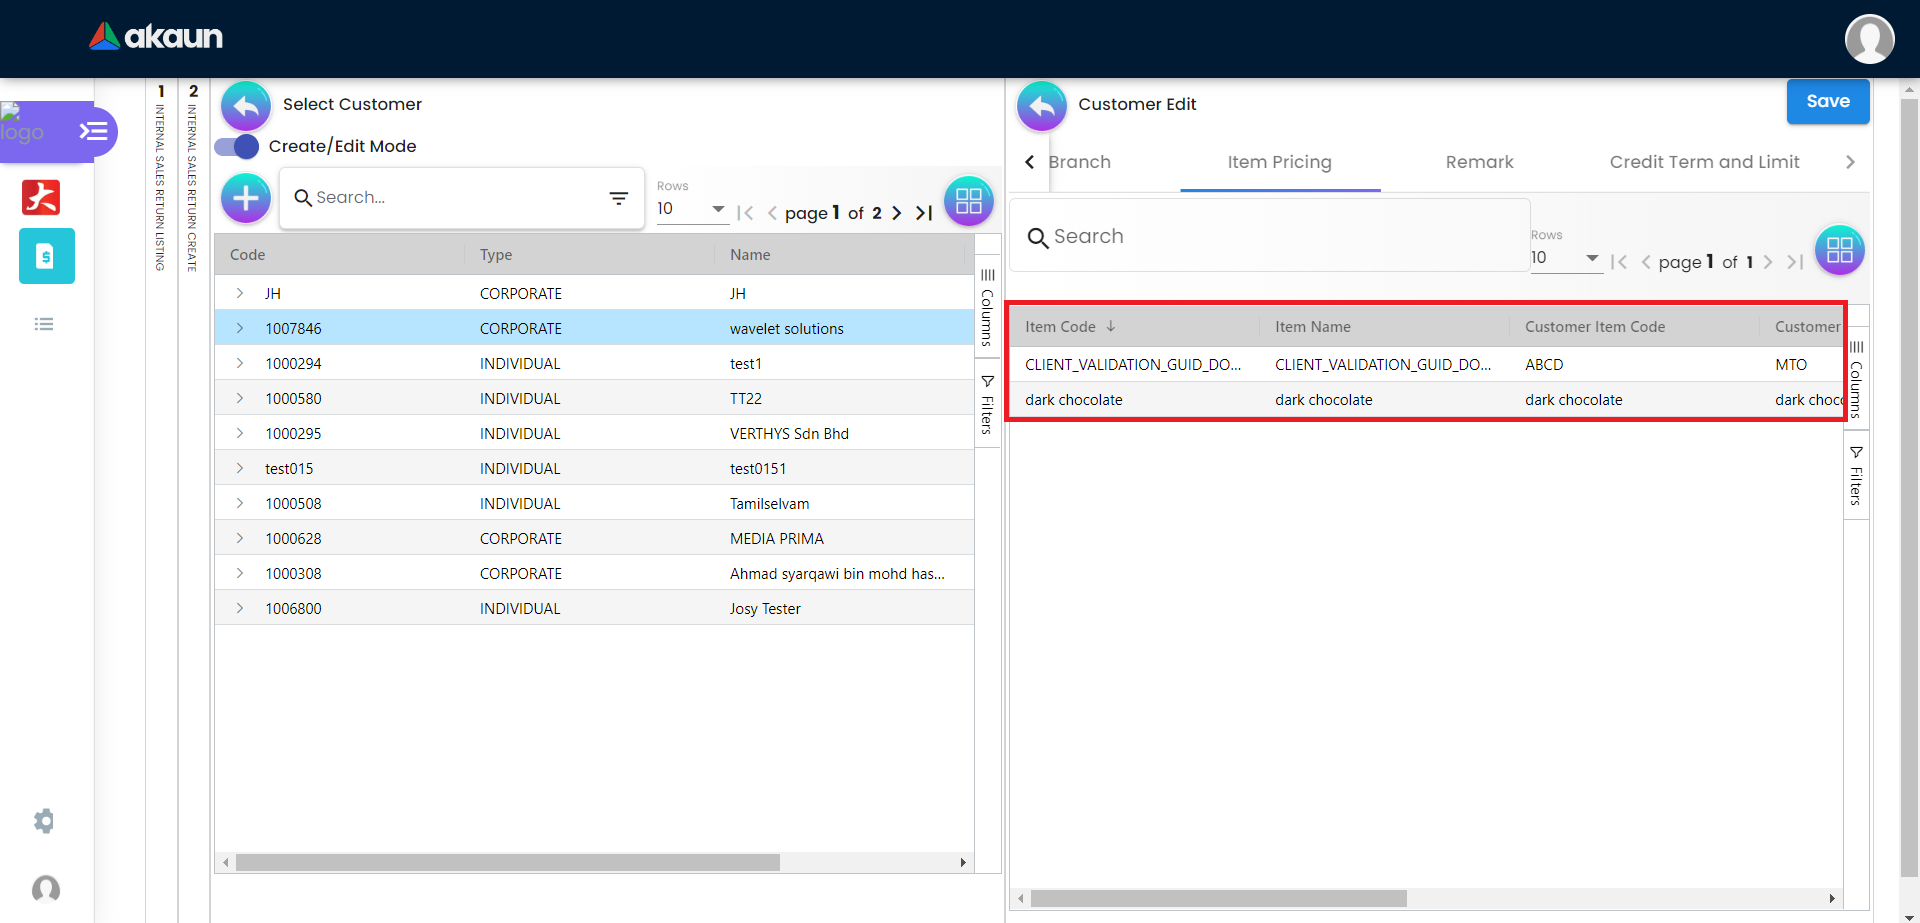 akaun
logo
1 INTERNAL SALES RETURN LISTING
2 INTERNAL SALES RETURN CREATE
Select Customer
Create/Edit Mode
Search...
Rows
10
page 1 of 2
Code Type Name
JH CORPORATE JH
1007846 CORPORATE wavelet solutions
1000294 INDIVIDUAL test1
1000580 INDIVIDUAL TT22
1000295 INDIVIDUAL VERTHYS Sdn Bhd
test015 INDIVIDUAL test0151
1000508 INDIVIDUAL Tamilselvam
1000628 CORPORATE MEDIA PRIMA
1000308 CORPORATE Ahmad syarqawi bin mohd has...
1006800 INDIVIDUAL Josy Tester
Columns
Filters
Customer Edit
Save
Branch Item Pricing Remark Credit Term and Limit
Search
Rows
10
page 1 of 1
Item Code Item Name Customer Item Code Customer
CLIENT_VALIDATION_GUID_DO... CLIENT_VALIDATION_GUID_DO... ABCD MTO
dark chocolate dark chocolate dark chocolate dark choc
Columns
Filters